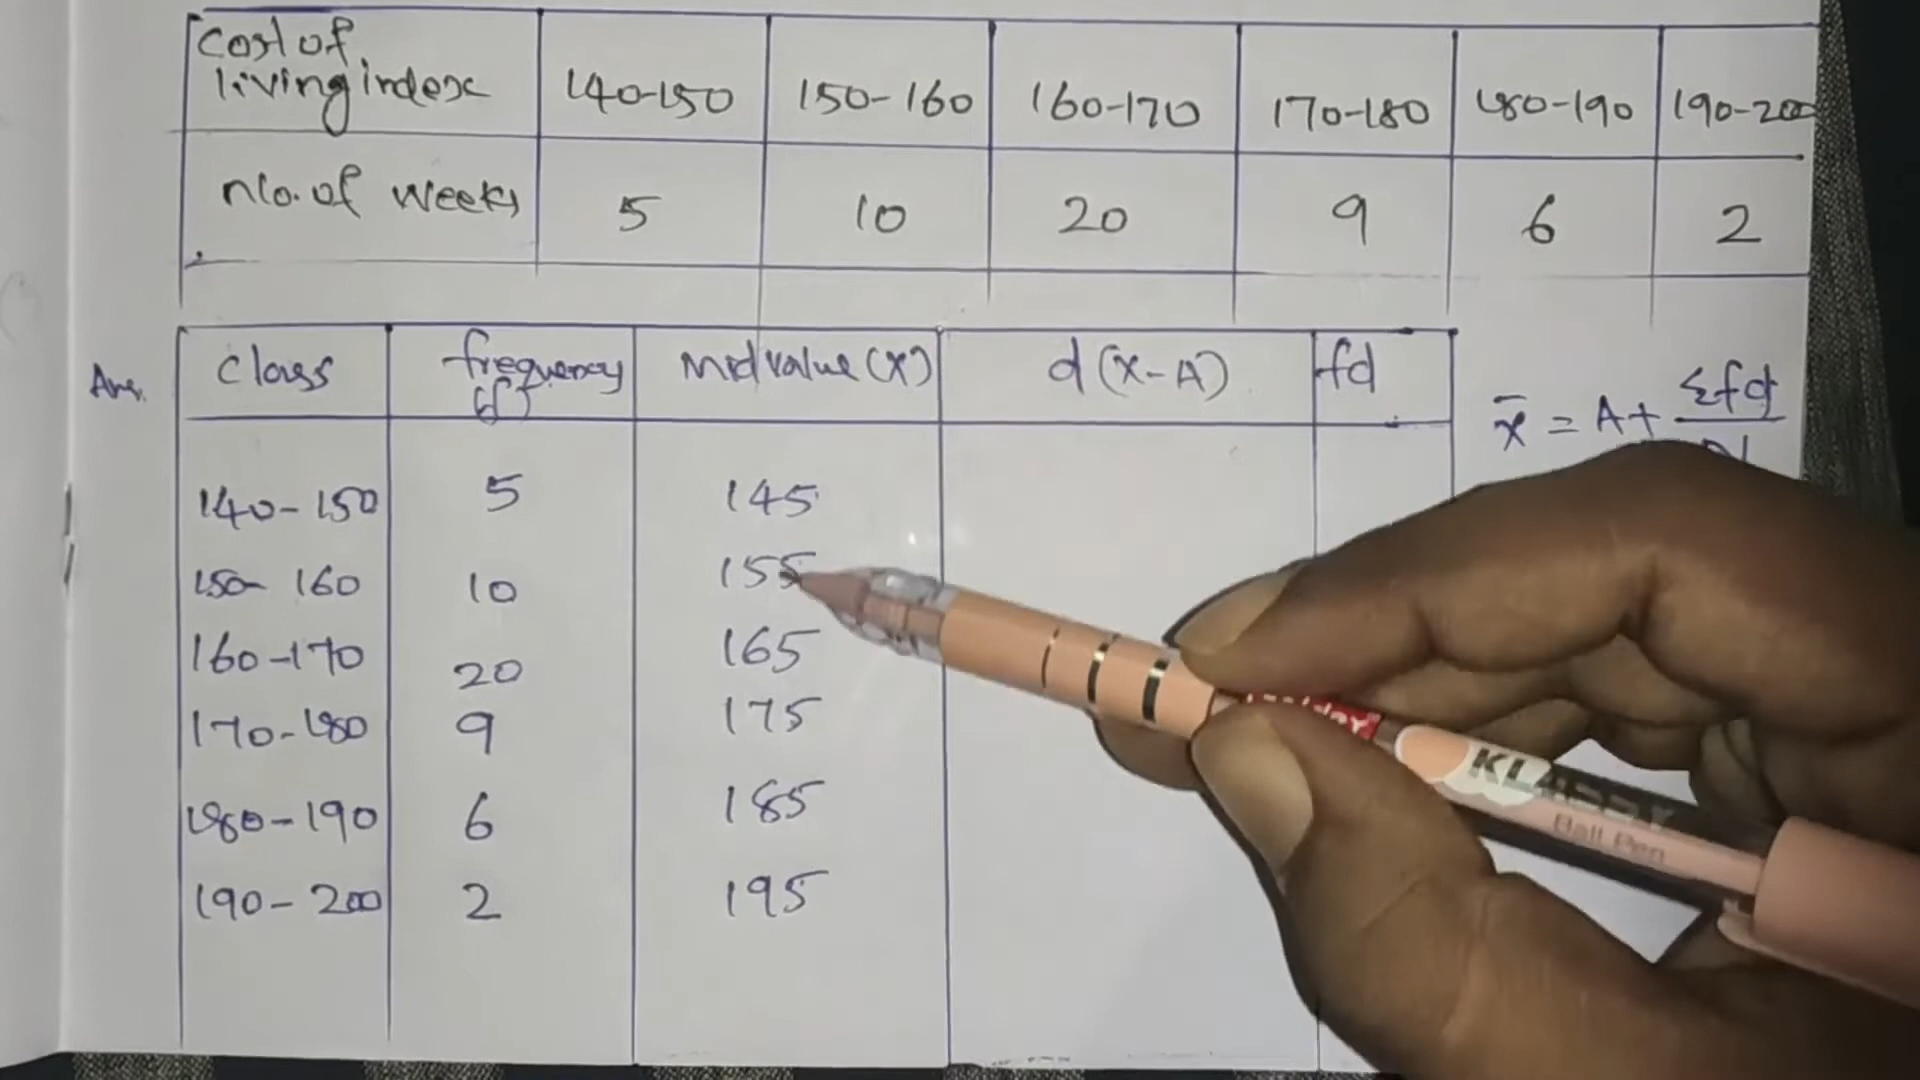 Cost of
living index 140-150 150-160 160-170 170-180 180-190 190-200
No. of weeks 5 10 20 9 6 2
Ans.
class frequency (f) Mid value (x) d (x-A) fd
x̄ = A+ Σfd
140-150 5 145
150-160 10 155
160-170 20 165
170-180 9 175
180-190 6 185
190-200 2 195
Ball Pen